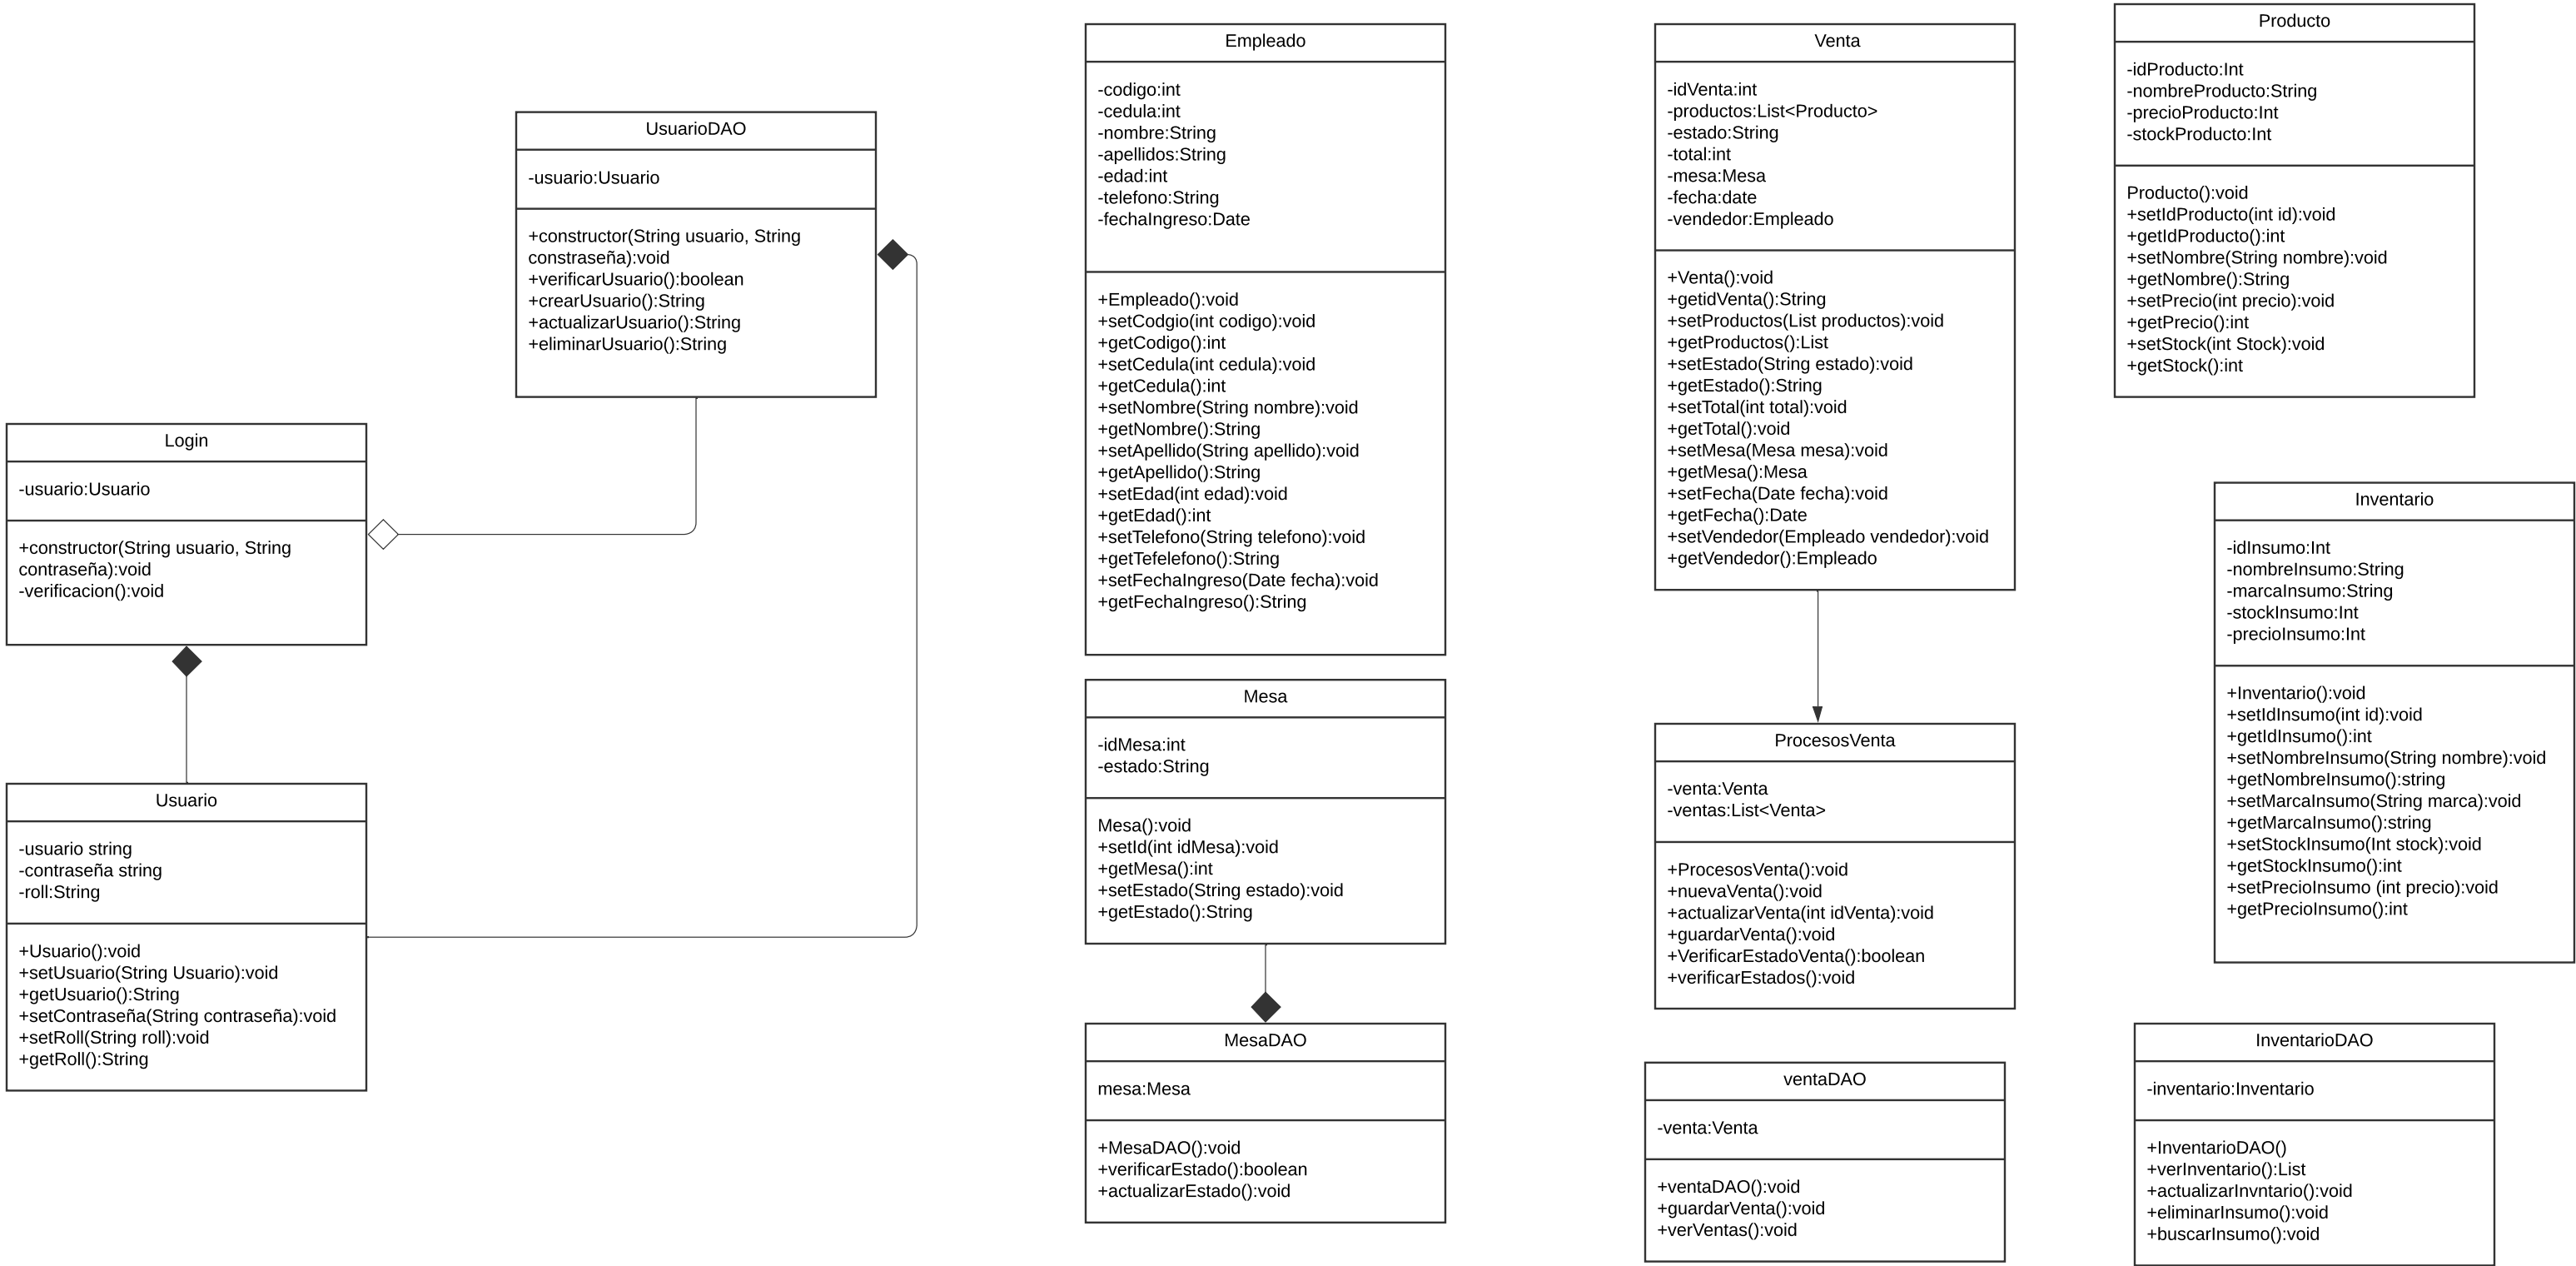 UsuarioDAO
-usuario:Usuario
+constructor(String usuario, String
constraseña):void
+verificarUsuario():boolean
+crearUsuario():String
+actualizarUsuario():String
+eliminarUsuario():String
Login
-usuario:Usuario
+constructor(String usuario, String
contraseña):void
-verificacion():void
Usuario
-usuario string
-contraseña string
-roll:String
+Usuario():void
+setUsuario(String Usuario):void
+getUsuario():String
+setContraseña(String contraseña):void
+setRoll(String roll):void
+getRoll():String
Empleado
-codigo:int
-cedula:int
-nombre:String
-apellidos:String
-edad:int
-telefono:String
-fechaIngreso:Date
+Empleado():void
+setCodgio(int codigo):void
+getCodigo():int
+setCedula(int cedula):void
+getCedula():int
+setNombre(String nombre):void
+getNombre():String
+setApellido(String apellido):void
+getApellido():String
+setEdad(int edad):void
+getEdad():int
+setTelefono(String telefono):void
+getTefelefono():String
+setFechaIngreso(Date fecha):void
+getFechaIngreso():String
Mesa
-idMesa:int
-estado:String
Mesa():void
+setId(int idMesa):void
+getMesa():int
+setEstado(String estado):void
+getEstado():String
MesaDAO
mesa:Mesa
+MesaDAO():void
+verificarEstado():boolean
+actualizarEstado():void
Venta
-idVenta:int
-productos:List<Producto>
-estado:String
-total:int
-mesa:Mesa
-fecha:date
-vendedor:Empleado
+Venta():void
+getidVenta():String
+setProductos(List productos):void
+getProductos():List
+setEstado(String estado):void
+getEstado():String
+setTotal(int total):void
+getTotal():void
+setMesa(Mesa mesa):void
+getMesa():Mesa
+setFecha(Date fecha):void
+getFecha():Date
+setVendedor(Empleado vendedor):void
+getVendedor():Empleado
ProcesosVenta
-venta:Venta
-ventas:List<Venta>
+ProcesosVenta():void
+nuevaVenta():void
+actualizarVenta(int idVenta):void
+guardarVenta():void
+VerificarEstadoVenta():boolean
+verificarEstados():void
ventaDAO
-venta:Venta
+ventaDAO():void
+guardarVenta():void
+verVentas():void
Producto
-idProducto:Int
-nombreProducto:String
-precioProducto:Int
-stockProducto:Int
Producto():void
+setIdProducto(int id):void
+getIdProducto():int
+setNombre(String nombre):void
+getNombre():String
+setPrecio(int precio):void
+getPrecio():int
+setStock(int Stock):void
+getStock():int
Inventario
-idInsumo:Int
-nombreInsumo:String
-marcaInsumo:String
-stockInsumo:Int
-precioInsumo:Int
+Inventario():void
+setIdInsumo(int id):void
+getIdInsumo():int
+setNombreInsumo(String nombre):void
+getNombreInsumo():string
+setMarcaInsumo(String marca):void
+getMarcaInsumo():string
+setStockInsumo(Int stock):void
+getStockInsumo():int
+setPrecioInsumo (int precio):void
+getPrecioInsumo():int
InventarioDAO
-inventario:Inventario
+InventarioDAO()
+verInventario():List
+actualizarInvntario():void
+eliminarInsumo():void
+buscarInsumo():void